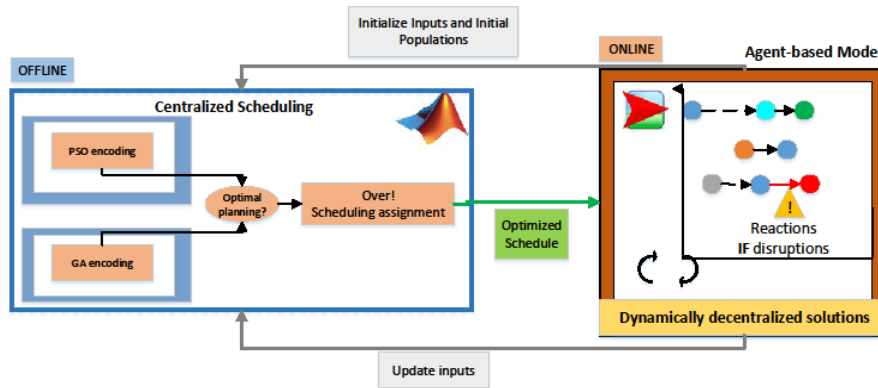 Initialize Inputs and Initial
Populations
OFFLINE
ONLINE
Agent-based Mode
Centralized Scheduling
PSO encoding
Optimal
planning?
Over!
Scheduling assignment
GA encoding
Optimized
Schedule
!
Reactions
IF disruptions
Dynamically decentralized solutions
Update inputs